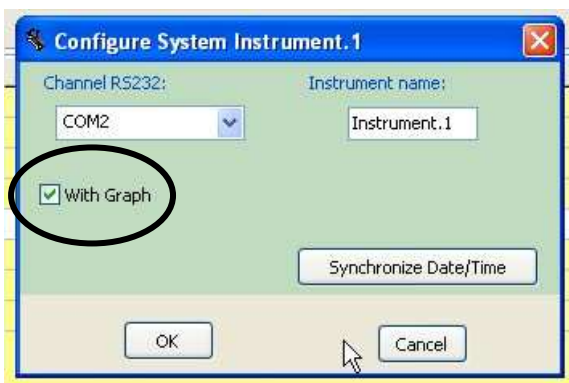 Configure System Instrument.1
Channel RS232: Instrument name:
COM2 Instrument.1
With Graph
Synchronize Date/Time
OK Cancel